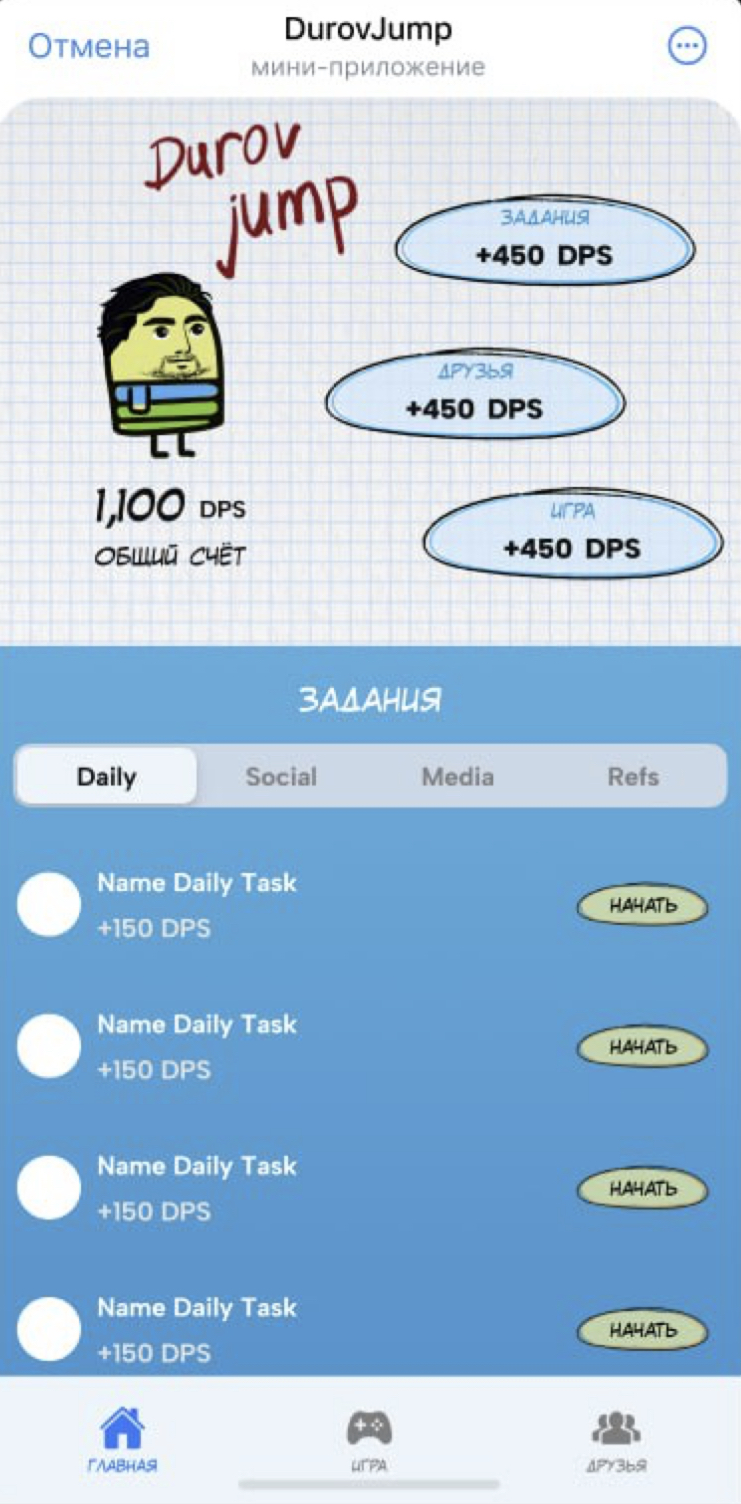 Отмена
DurovJump
мини-приложение
Durov
jump
ЗАДАНИЯ
+450 DPS
ДРУЗЬЯ
+450 DPS
1,100 DPS
ОБЩИЙ СЧЁТ
ИГРА
+450 DPS
ЗАДАНИЯ
Daily
Social
Media
Refs
Name Daily Task
+150 DPS
НАЧАТЬ
Name Daily Task
+150 DPS
НАЧАТЬ
Name Daily Task
+150 DPS
НАЧАТЬ
Name Daily Task
+150 DPS
НАЧАТЬ
ГЛАВНАЯ
ИГРА
ДРУЗЬЯ